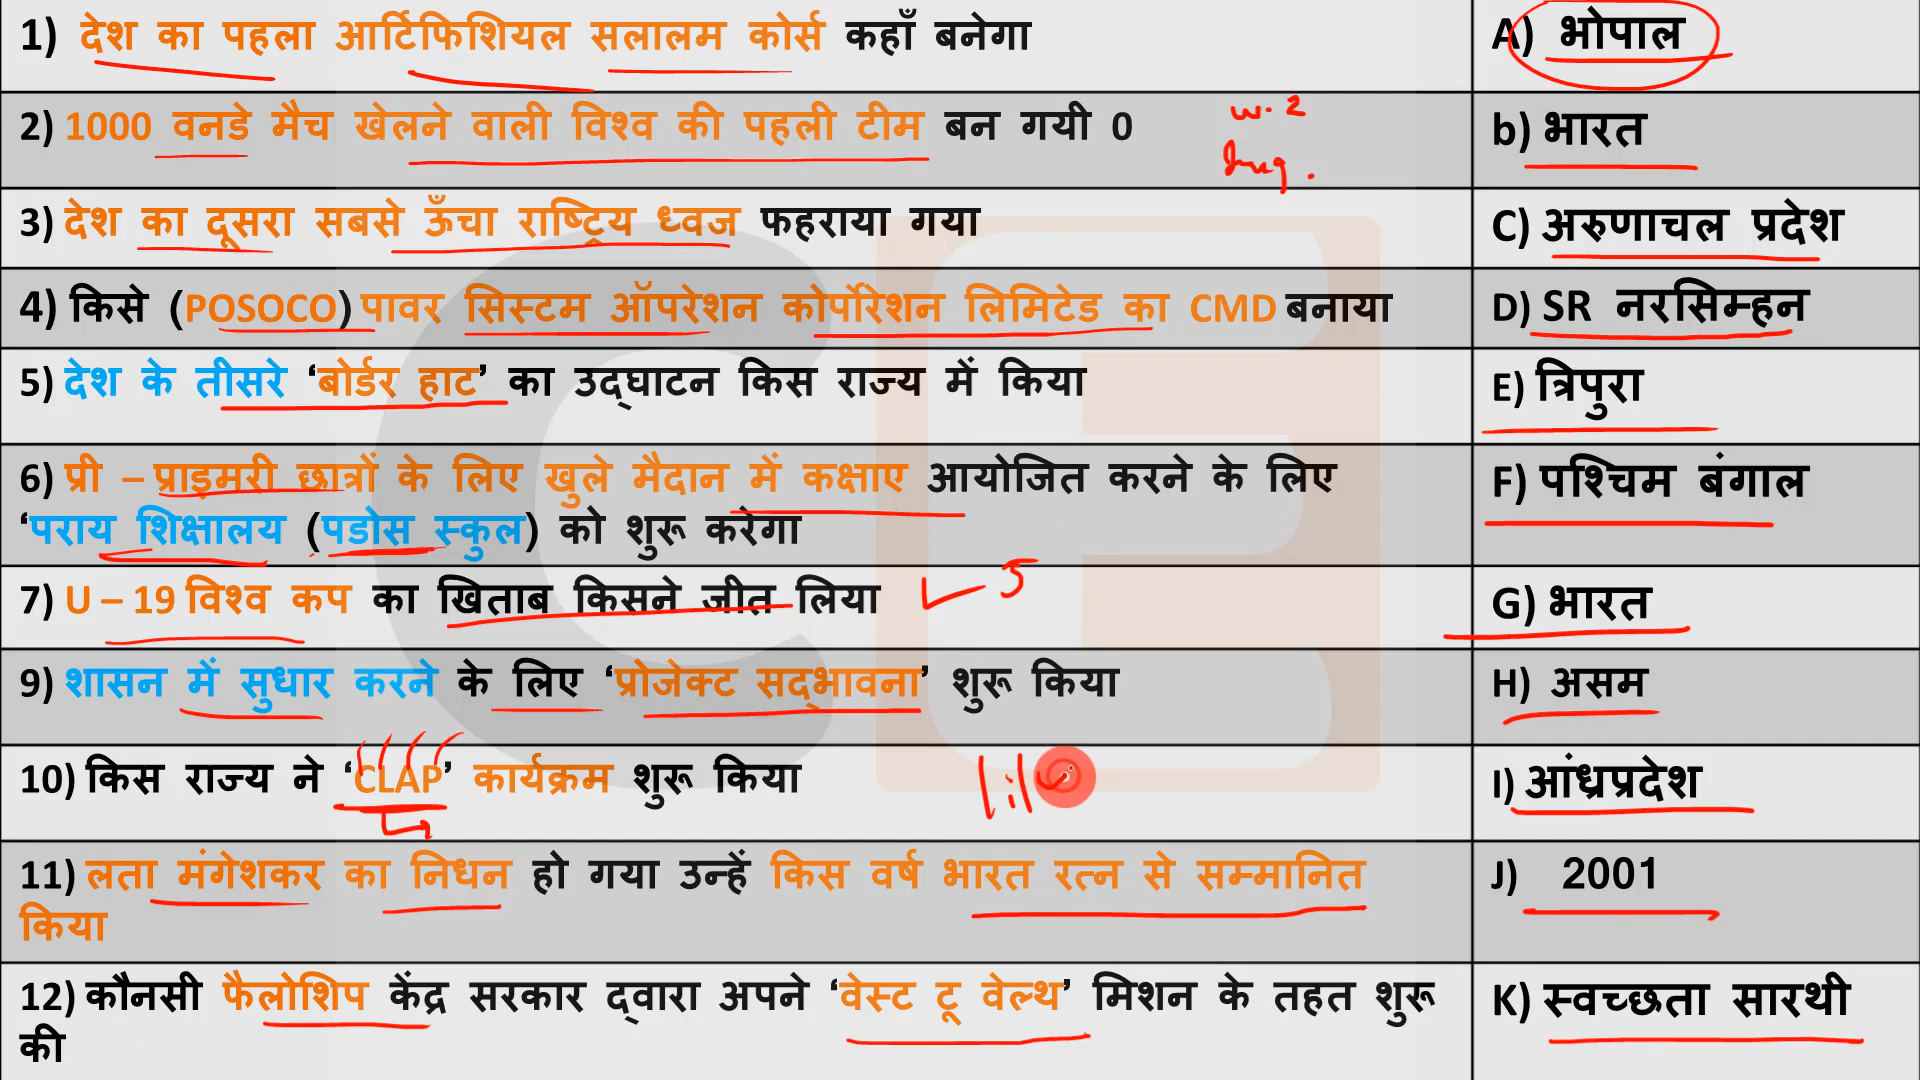 1) देश का पहला आर्टिफिशियल सलालम कोर्स कहाँ बनेगा
A) भोपाल
2) 1000 वनडे मैच खेलने वाली विश्व की पहली टीम बन गयी 0
w. 2
b) भारत
3) देश का दूसरा सबसे ऊँचा राष्ट्रिय ध्वज फहराया गया
C) अरुणाचल प्रदेश
4) किसे (POSOCO) पावर सिस्टम ऑपरेशन कोर्पोरेशन लिमिटेड का CMD बनाया
D) SR नरसिम्हन
5) देश के तीसरे ‘बोर्डर हाट’ का उद्घाटन किस राज्य में किया
E) त्रिपुरा
6) प्री – प्राइमरी छात्रों के लिए खुले मैदान में कक्षाए आयोजित करने के लिए
‘पराय शिक्षालय (पडोस स्कुल) को शुरू करेगा
F) पश्चिम बंगाल
7) U – 19 विश्व कप का खिताब किसने जीत लिया
5
G) भारत
9) शासन में सुधार करने के लिए ‘प्रोजेक्ट सद्भावना’ शुरू किया
H) असम
10) किस राज्य ने ‘CLAP’ कार्यक्रम शुरू किया
I) आंध्रप्रदेश
11) लता मंगेशकर का निधन हो गया उन्हें किस वर्ष भारत रत्न से सम्मानित
किया
J) 2001
12) कौनसी फैलोशिप केंद्र सरकार द्वारा अपने ‘वेस्ट टू वेल्थ’ मिशन के तहत शुरू
की
K) स्वच्छता सारथी